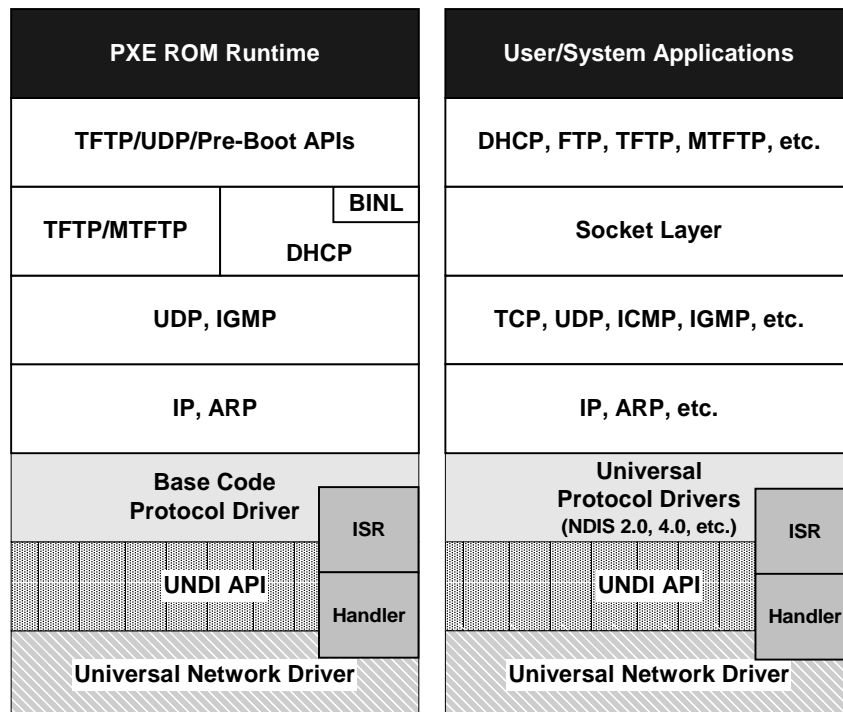 PXE ROM Runtime
TFTP/UDP/Pre-Boot APIs
TFTP/MTFTP
BINL
DHCP
UDP, IGMP
IP, ARP
Base Code
Protocol Driver
ISR
UNDI API
Handler
Universal Network Driver
User/System Applications
DHCP, FTP, TFTP, MTFTP, etc.
Socket Layer
TCP, UDP, ICMP, IGMP, etc.
IP, ARP, etc.
Universal
Protocol Drivers
(NDIS 2.0, 4.0, etc.)
ISR
UNDI API
Handler
Universal Network Driver